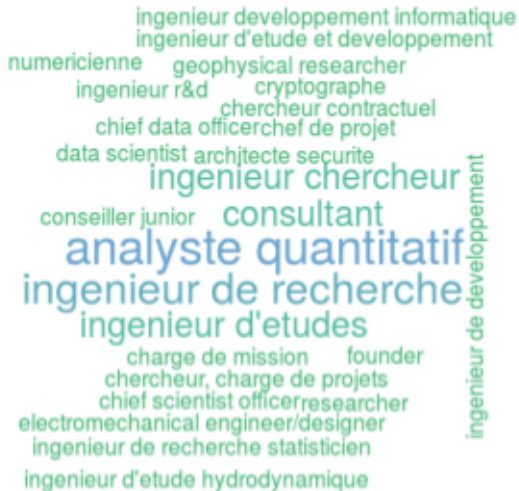 ingenieur developpement informatique
ingenieur d'etude et developpement
numericienne geophysical researcher
ingenieur r&d cryptographe
chercheur contractuel
chief data officer chef de projet
data scientist architecte securite
ingenieur chercheur
conseiller junior consultant
analyste quantitatif
ingenieur de recherche
ingenieur d'etudes
ingenieur de developpement
charge de mission founder
chercheur, charge de projets
chief scientist officer researcher
electromechanical engineer/designer
ingenieur de recherche statisticien
ingenieur d'etude hydrodynamique